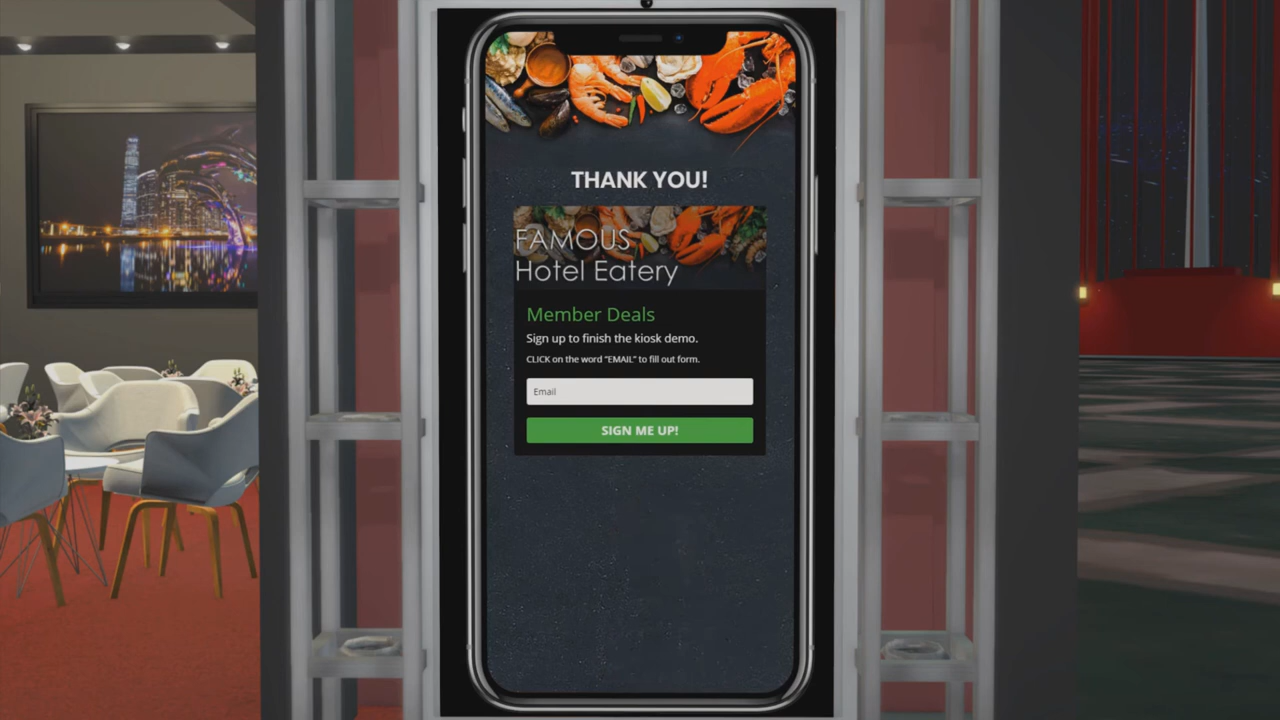 THANK YOU!
FAMOUS
Hotel Eatery
Member Deals
Sign up to finish the kiosk demo.
CLICK on the word “EMAIL” to fill out form.
Email
SIGN ME UP!